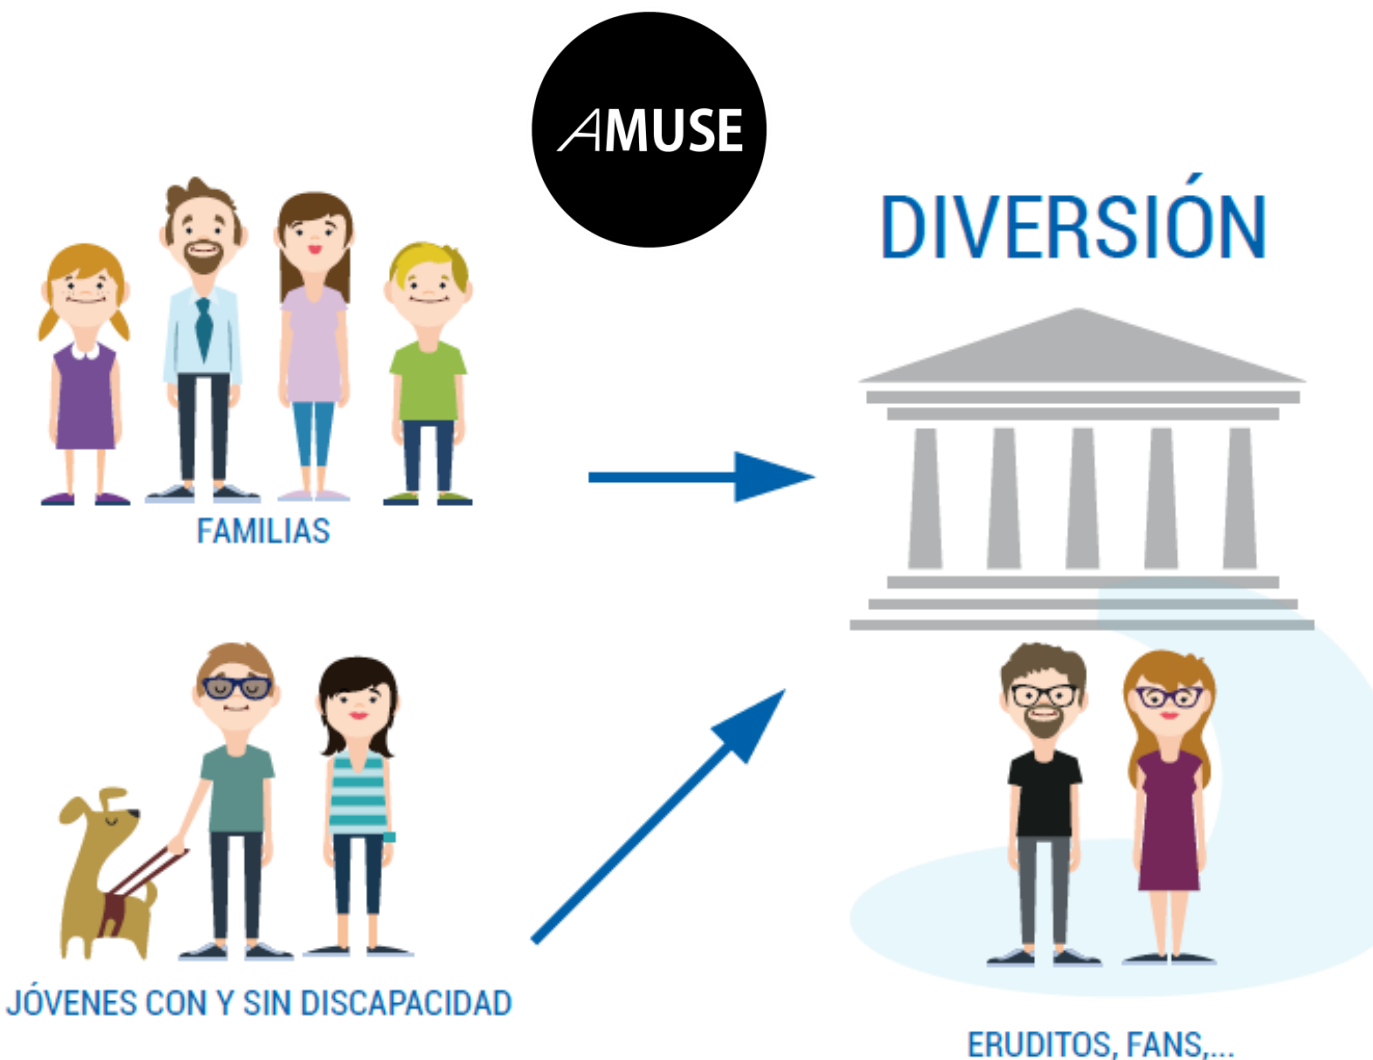 AMUSE
DIVERSIÓN
FAMILIAS
JÓVENES CON Y SIN DISCAPACIDAD
ERUDITOS, FANS,...